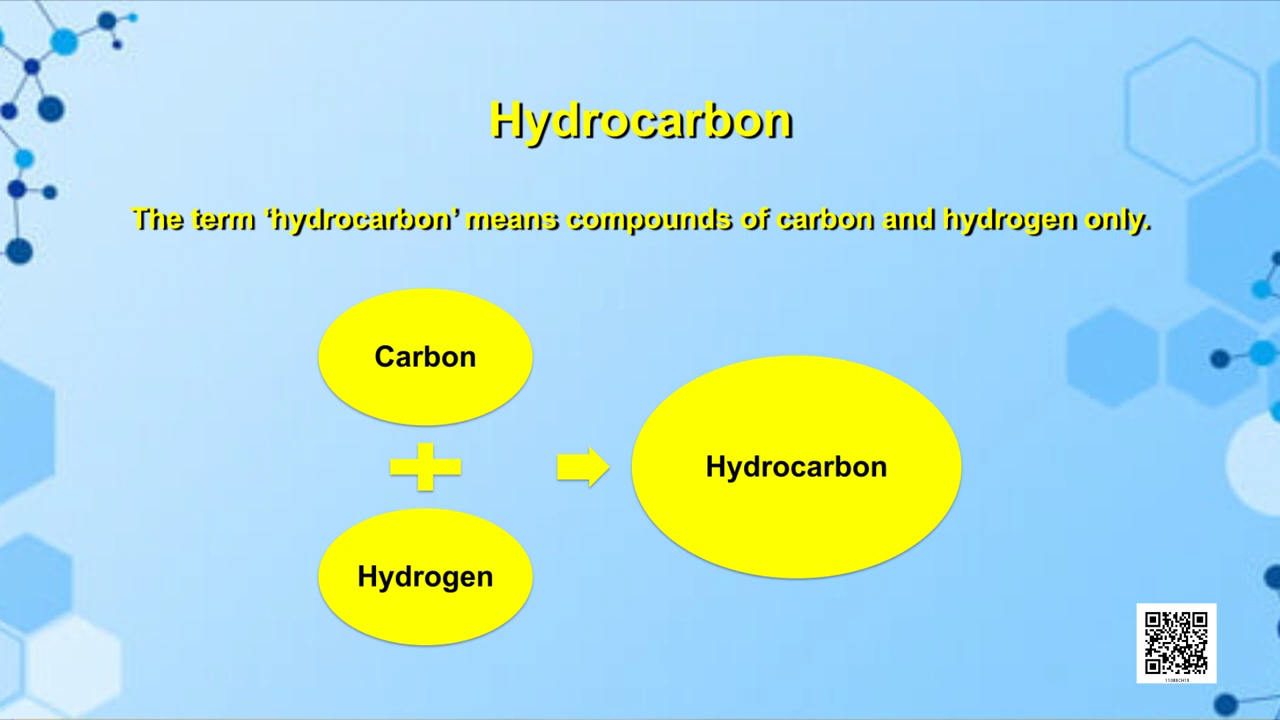 Hydrocarbon
The term ‘hydrocarbon’ means compounds of carbon and hydrogen only.
Carbon
Hydrogen
Hydrocarbon